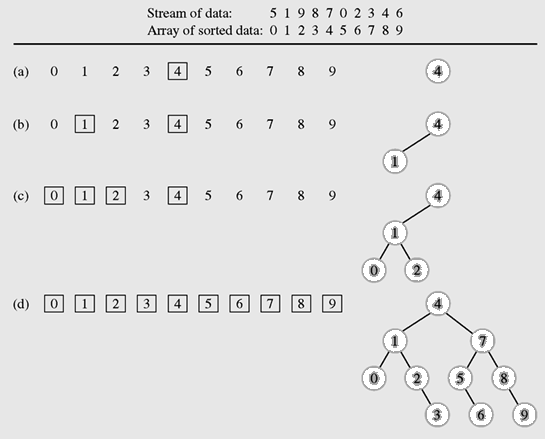 Stream of data: 5 1 9 8 7 0 2 3 4 6
Array of sorted data: 0 1 2 3 4 5 6 7 8 9
(a) 0 1 2 3 4 5 6 7 8 9 4
(b) 0 1 2 3 4 5 6 7 8 9 4
1
(c) 0 1 2 3 4 5 6 7 8 9 4
1
0 2
(d) 0 1 2 3 4 5 6 7 8 9 4
1 7
0 2 5 8
3 6 9